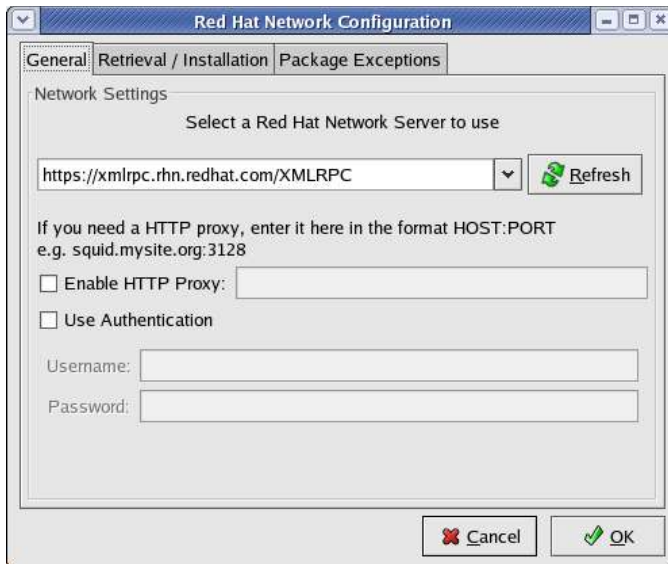 Red Hat Network Configuration
General Retrieval / Installation Package Exceptions
Network Settings
Select a Red Hat Network Server to use
https://xmlrpc.rhn.redhat.com/XMLRPC Refresh
If you need a HTTP proxy, enter it here in the format HOST:PORT
e.g. squid.mysite.org:3128
Enable HTTP Proxy:
Use Authentication
Username:
Password:
Cancel OK